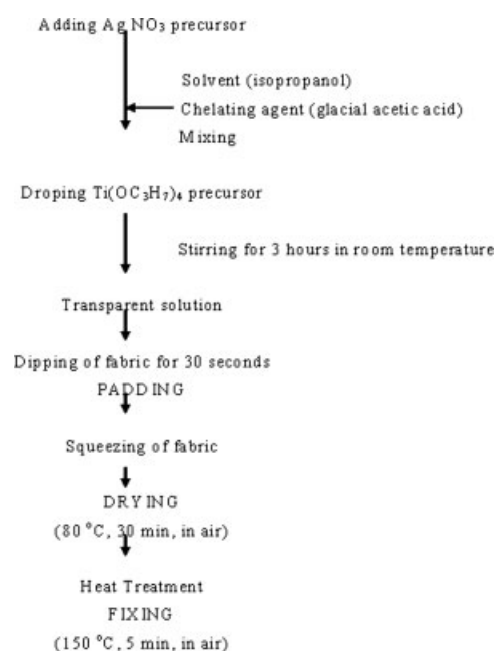 Adding Ag NO₃ precursor
Solvent (isopropanol)
Chelating agent (glacial acetic acid)
Mixing
Droping Ti(OC₃H₇)₄ precursor
Stirring for 3 hours in room temperature
Transparent solution
Dipping of fabric for 30 seconds
PADDING
Squeezing of fabric
DRYING
(80 °C, 30 min, in air)
Heat Treatment
FIXING
(150 °C, 5 min, in air)